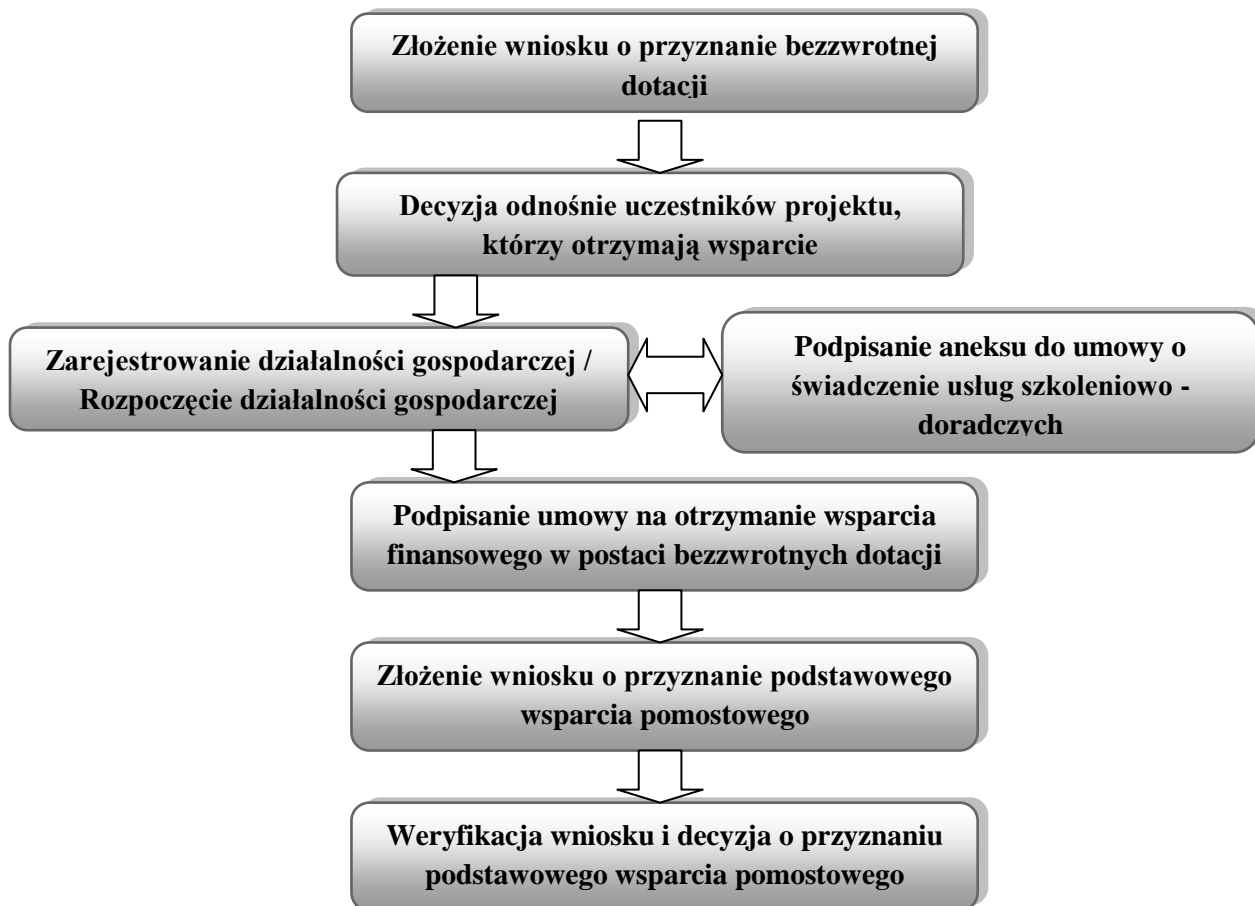 Złożenie wniosku o przyznanie bezzwrotnej
dotacji
Decyzja odnośnie uczestników projektu,
którzy otrzymają wsparcie
Zarejestrowanie działalności gospodarczej /
Rozpoczęcie działalności gospodarczej
Podpisanie aneksu do umowy o
świadczenie usług szkoleniowo -
doradczych
Podpisanie umowy na otrzymanie wsparcia
finansowego w postaci bezzwrotnych dotacji
Złożenie wniosku o przyznanie podstawowego
wsparcia pomostowego
Weryfikacja wniosku i decyzja o przyznaniu
podstawowego wsparcia pomostowego